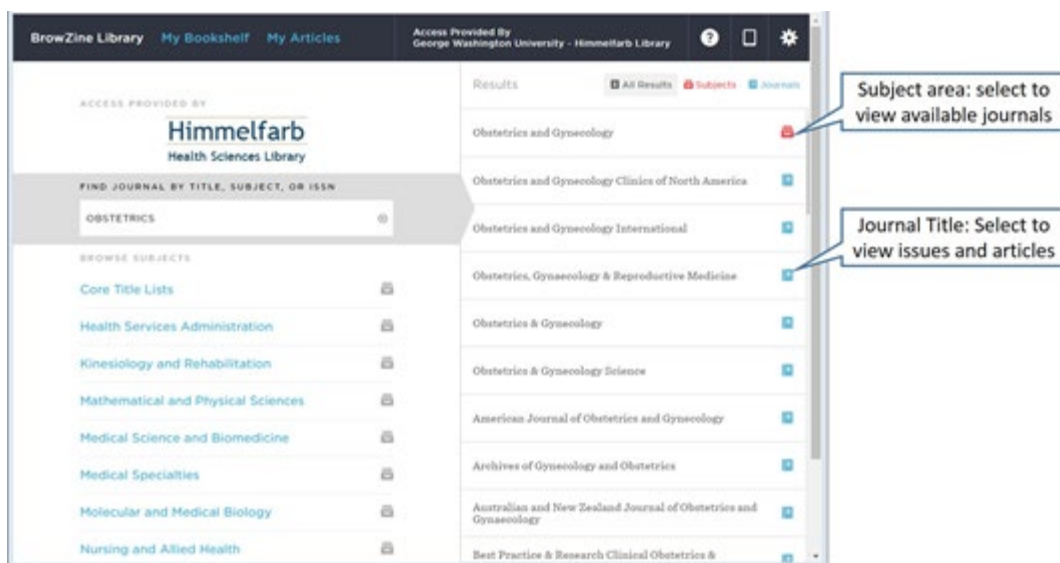 BrowZine Library My Bookshelf My Articles
Access Provided By
George Washington University - Himmelfarb Library
ACCESS PROVIDED BY
Himmelfarb
Health Sciences Library
FIND JOURNAL BY TITLE, SUBJECT, OR ISSN
OBSTETRICS
BROWSE SUBJECTS
Core Title Lists
Health Services Administration
Kinesiology and Rehabilitation
Mathematical and Physical Sciences
Medical Science and Biomedicine
Medical Specialties
Molecular and Medical Biology
Nursing and Allied Health
Results All Results Subjects Journals
Obstetrics and Gynecology
Obstetrics and Gynecology Clinics of North America
Obstetrics and Gynecology International
Obstetrics, Gynaecology & Reproductive Medicine
Obstetrics & Gynecology
Obstetrics & Gynecology Science
American Journal of Obstetrics and Gynecology
Archives of Gynecology and Obstetrics
Australian and New Zealand Journal of Obstetrics and
Gynaecology
Best Practice & Research Clinical Obstetrics &
Subject area: select to
view available journals
Journal Title: Select to
view issues and articles